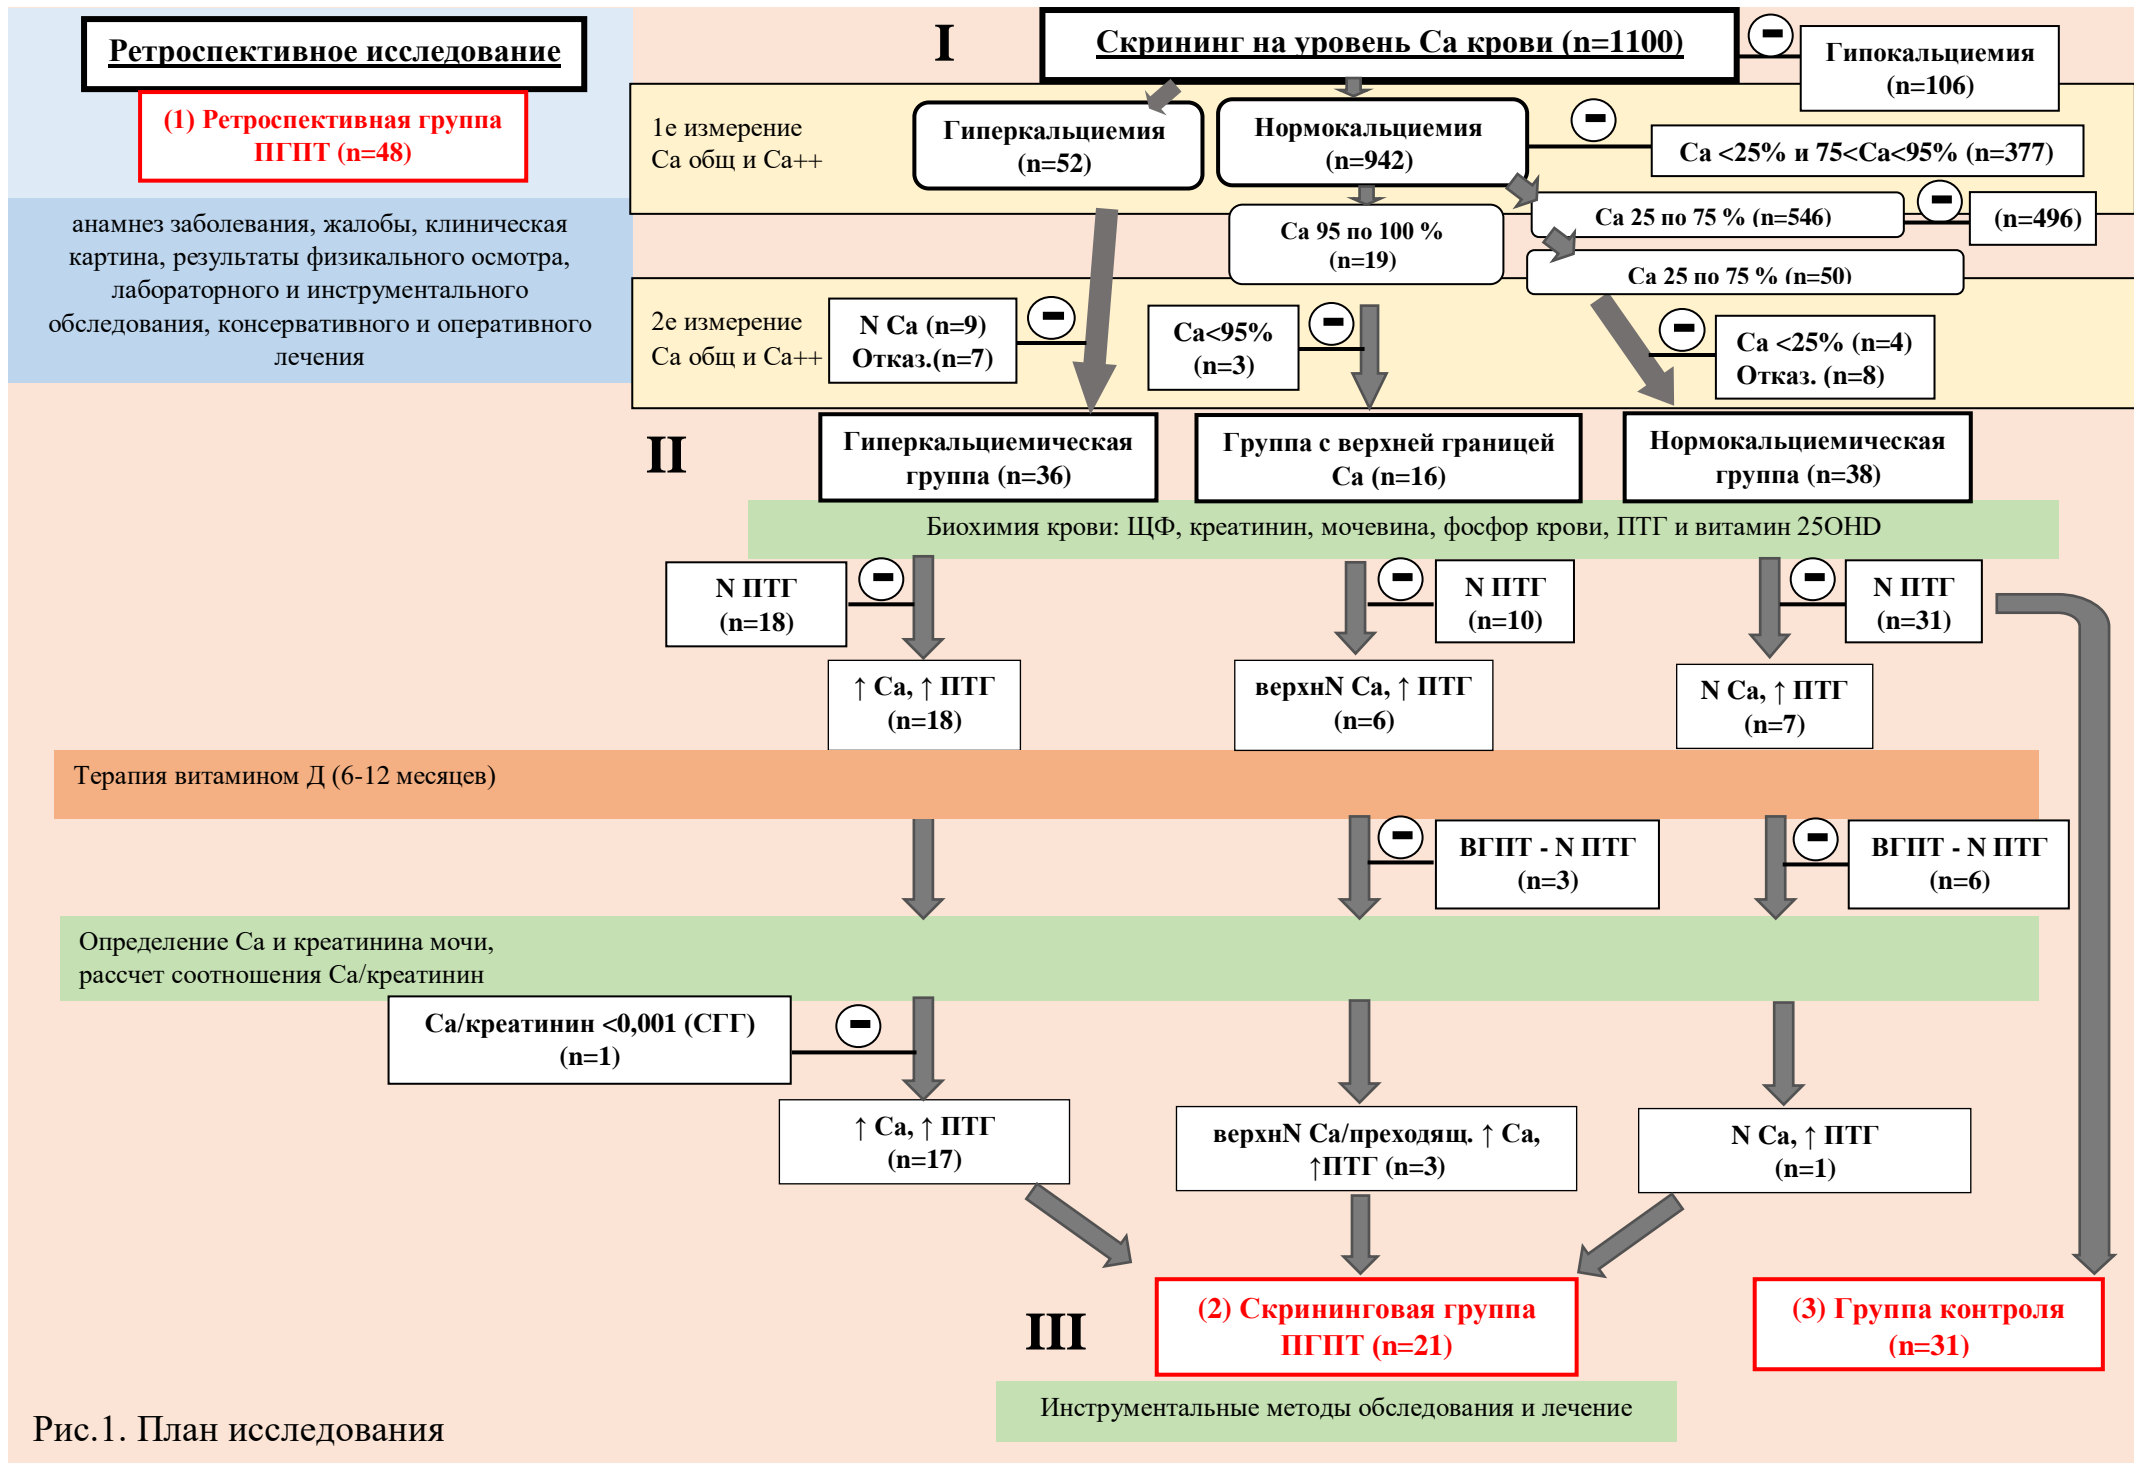 Ретроспективное исследование
(1) Ретроспективная группа
ПГПТ (n=48)
анамнез заболевания, жалобы, клиническая
картина, результаты физикального осмотра,
лабораторного и инструментального
обследования, консервативного и оперативного
лечения
I
Скрининг на уровень Са крови (n=1100)
Гипокальциемия
(n=106)
1е измерение
Са общ и Са++
Гиперкальциемия
(n=52)
Нормокальциемия
(n=942)
Са <25% и 75<Са<95% (n=377)
Са 95 по 100 %
(n=19)
Са 25 по 75 % (n=546)
(n=496)
Са 25 по 75 % (n=50)
2е измерение
Са общ и Са++
N Ca (n=9)
Отказ.(n=7)
Са<95%
(n=3)
Са <25% (n=4)
Отказ. (n=8)
II
Гиперкальциемическая
группа (n=36)
Группа с верхней границей
Са (n=16)
Нормокальциемическая
группа (n=38)
Биохимия крови: ЩФ, креатинин, мочевина, фосфор крови, ПТГ и витамин 25OHD
N ПТГ
(n=18)
N ПТГ
(n=10)
N ПТГ
(n=31)
↑ Са, ↑ ПТГ
(n=18)
верхнN Ca, ↑ ПТГ
(n=6)
N Ca, ↑ ПТГ
(n=7)
Терапия витамином Д (6-12 месяцев)
ВГПТ - N ПТГ
(n=3)
ВГПТ - N ПТГ
(n=6)
Определение Са и креатинина мочи,
рассчет соотношения Са/креатинин
Са/креатинин <0,001 (СГГ)
(n=1)
↑ Са, ↑ ПТГ
(n=17)
верхнN Ca/преходящ. ↑ Са,
↑ПТГ (n=3)
N Ca, ↑ ПТГ
(n=1)
III
(2) Скрининговая группа
ПГПТ (n=21)
(3) Группа контроля
(n=31)
Инструментальные методы обследования и лечение
Рис.1. План исследования